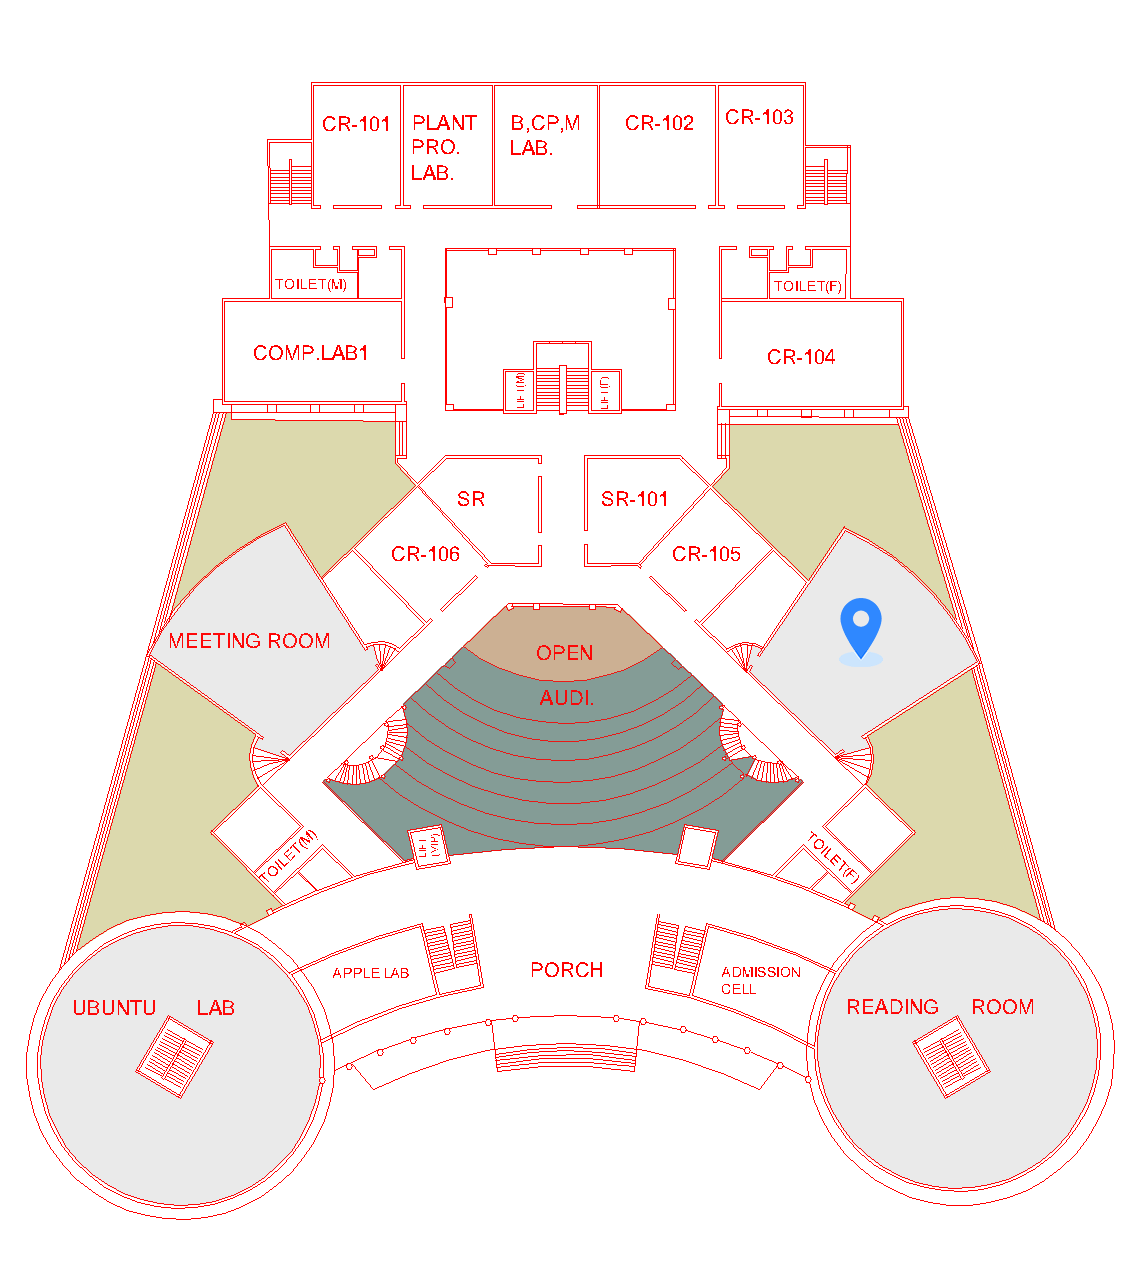 CR-101
PLANT
PRO.
LAB.
B,CP,M
LAB.
CR-102
CR-103
TOILET(M)
TOILET(F)
COMP.LAB1
CR-104
LIFT(M)
LIFT(F)
SR
SR-101
CR-106
CR-105
MEETING ROOM
OPEN
AUDI.
LIFT
(VIP)
TOILET(M)
TOILET(F)
APPLE LAB
PORCH
ADMISSION
CELL
UBUNTU LAB
READING ROOM